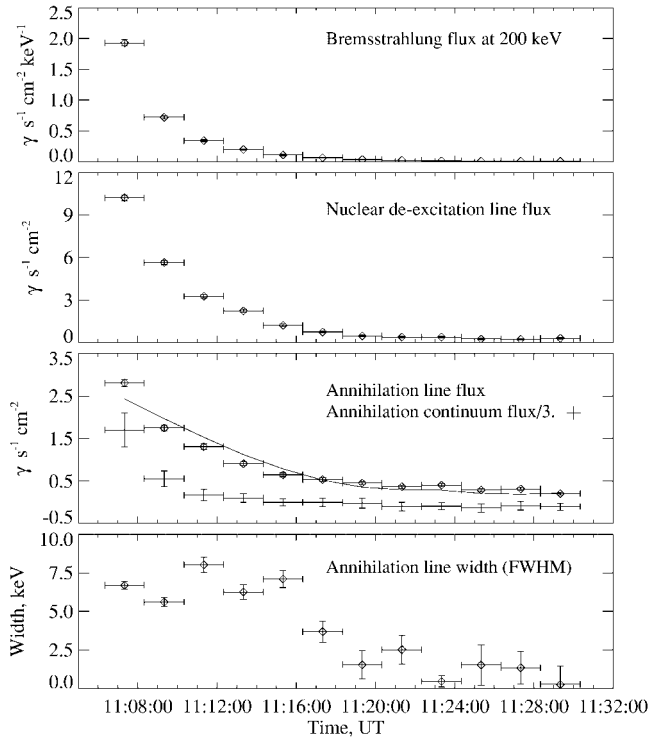 2.5
2.0
1.5
1.0
0.5
0.0
γ s⁻¹ cm⁻² keV⁻¹
Bremsstrahlung flux at 200 keV
12
9
6
3
0
γ s⁻¹ cm⁻²
Nuclear de-excitation line flux
3.5
2.5
1.5
0.5
-0.5
γ s⁻¹ cm⁻²
Annihilation line flux
Annihilation continuum flux/3.
10.0
7.5
5.0
2.5
0.0
Width, keV
Annihilation line width (FWHM)
11:08:00 11:12:00 11:16:00 11:20:00 11:24:00 11:28:00 11:32:00
Time, UT